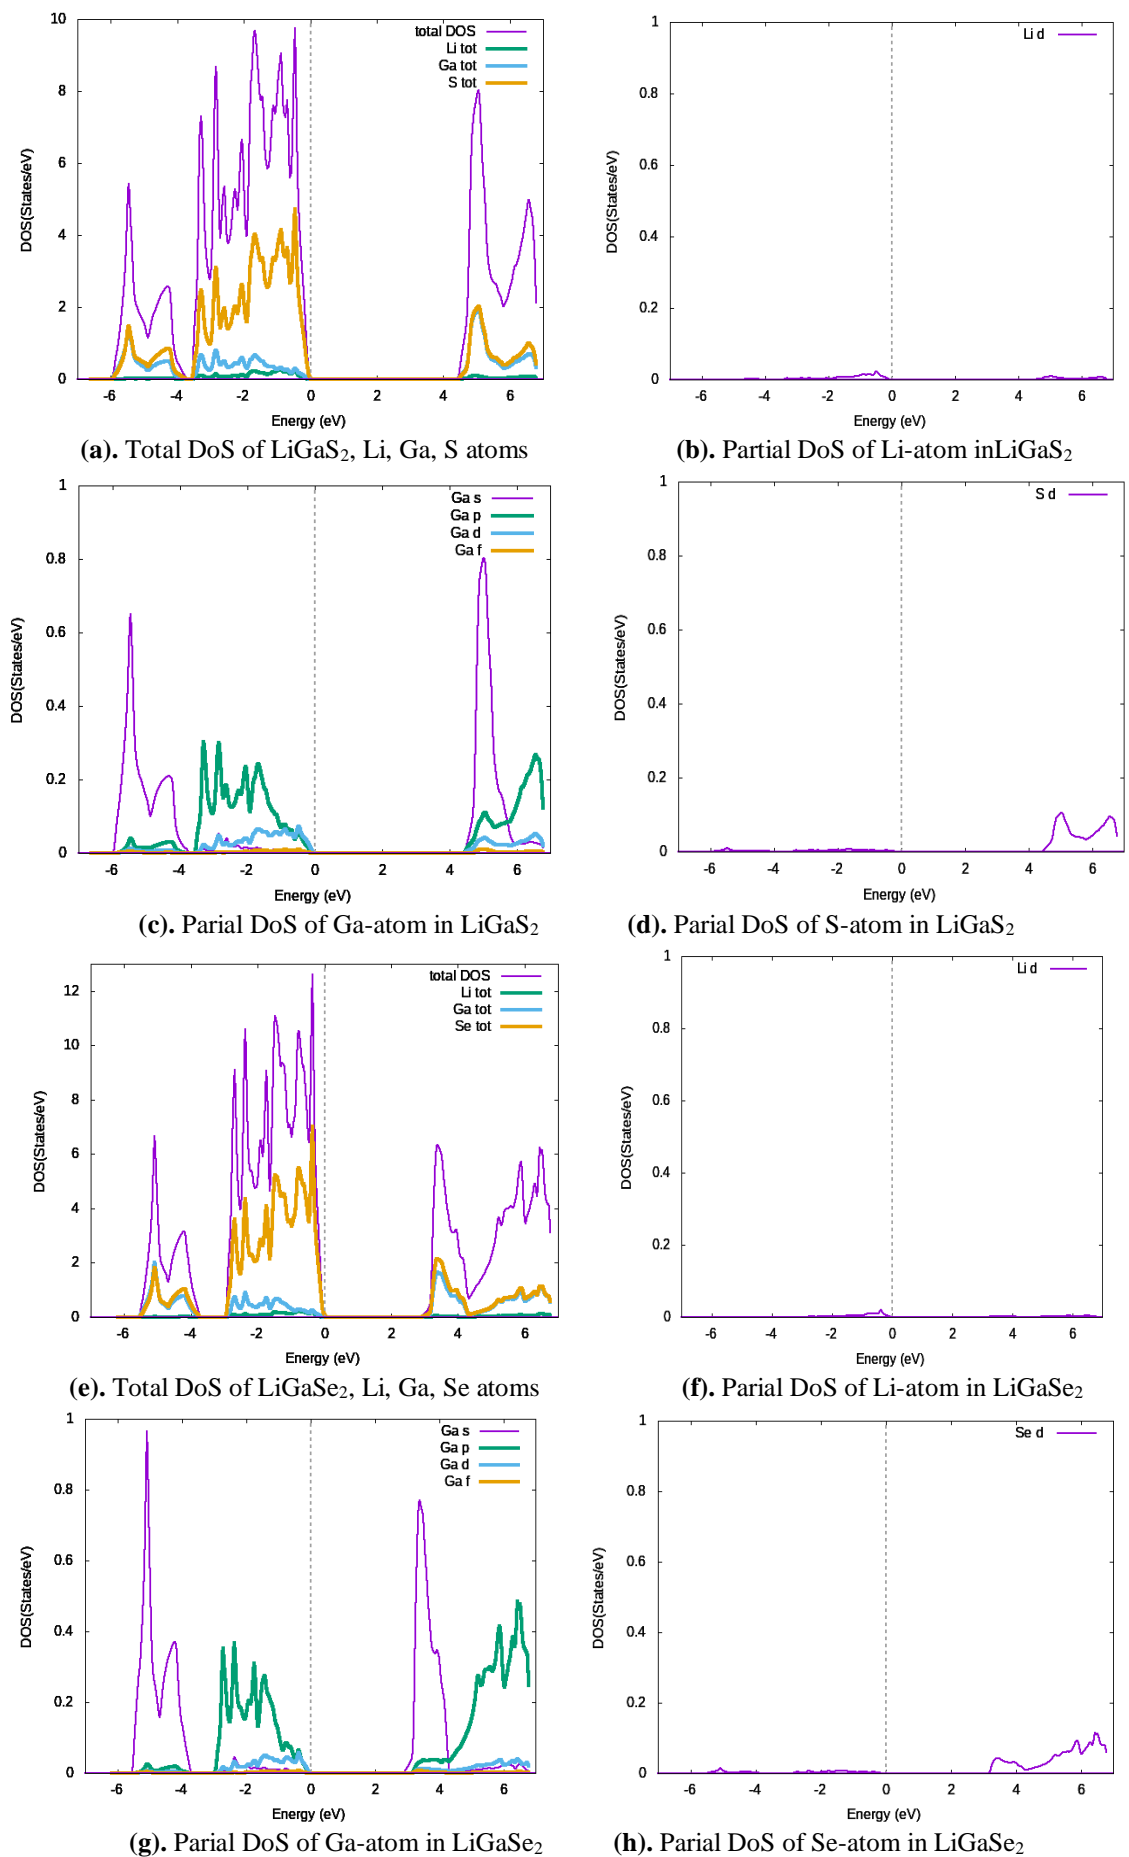 total DOS
Li tot
Ga tot
S tot
DOS(States/eV)
10
8
6
4
2
0
-6 -4 -2 0 2 4 6
Energy (eV)
(a). Total DoS of LiGaS2, Li, Ga, S atoms
Li d
DOS(States/eV)
1
0.8
0.6
0.4
0.2
0
-6 -4 -2 0 2 4 6
Energy (eV)
(b). Partial DoS of Li-atom inLiGaS2
Ga s
Ga p
Ga d
Ga f
DOS(States/eV)
1
0.8
0.6
0.4
0.2
0
-6 -4 -2 0 2 4 6
Energy (eV)
(c). Parial DoS of Ga-atom in LiGaS2
S d
DOS(States/eV)
1
0.8
0.6
0.4
0.2
0
-6 -4 -2 0 2 4 6
Energy (eV)
(d). Parial DoS of S-atom in LiGaS2
total DOS
Li tot
Ga tot
Se tot
DOS(States/eV)
12
10
8
6
4
2
0
-6 -4 -2 0 2 4 6
Energy (eV)
(e). Total DoS of LiGaSe2, Li, Ga, Se atoms
Li d
DOS(States/eV)
1
0.8
0.6
0.4
0.2
0
-6 -4 -2 0 2 4 6
Energy (eV)
(f). Parial DoS of Li-atom in LiGaSe2
Ga s
Ga p
Ga d
Ga f
DOS(States/eV)
1
0.8
0.6
0.4
0.2
0
-6 -4 -2 0 2 4 6
Energy (eV)
(g). Parial DoS of Ga-atom in LiGaSe2
Se d
DOS(States/eV)
1
0.8
0.6
0.4
0.2
0
-6 -4 -2 0 2 4 6
Energy (eV)
(h). Parial DoS of Se-atom in LiGaSe2